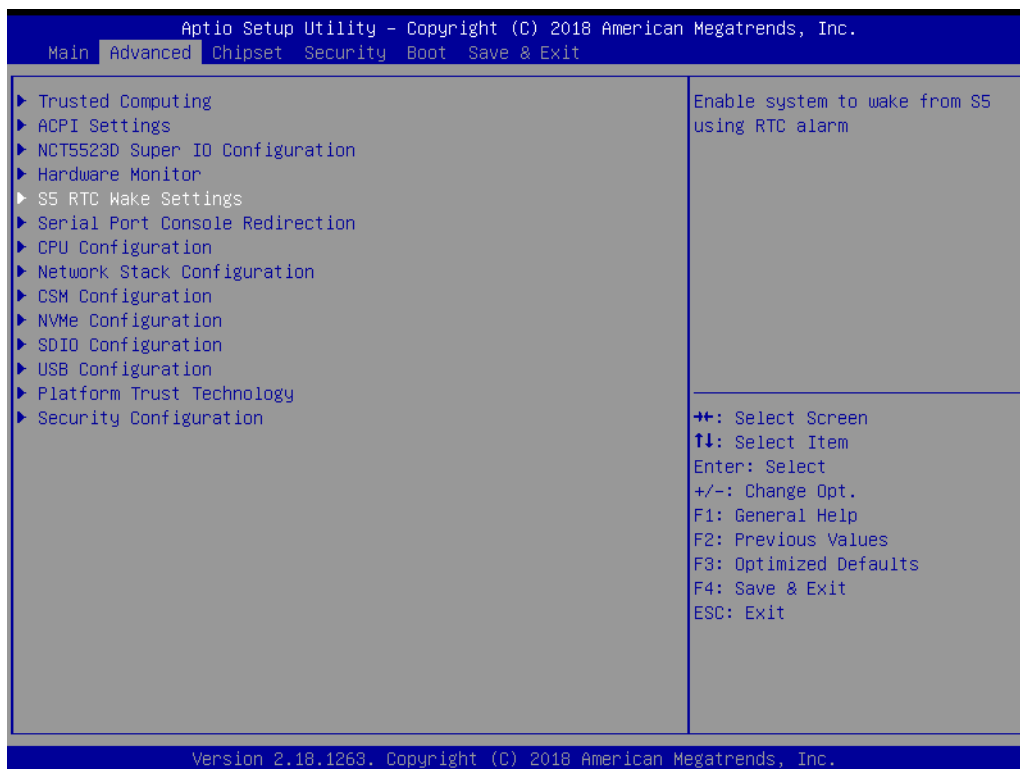 Aptio Setup Utility – Copyright (C) 2018 American Megatrends, Inc.
Main Advanced Chipset Security Boot Save & Exit
▶ Trusted Computing
▶ ACPI Settings
▶ NCT5523D Super IO Configuration
▶ Hardware Monitor
▶ S5 RTC Wake Settings
▶ Serial Port Console Redirection
▶ CPU Configuration
▶ Network Stack Configuration
▶ CSM Configuration
▶ NVMe Configuration
▶ SDIO Configuration
▶ USB Configuration
▶ Platform Trust Technology
▶ Security Configuration
Enable system to wake from S5
using RTC alarm
→←: Select Screen
↑↓: Select Item
Enter: Select
+/-: Change Opt.
F1: General Help
F2: Previous Values
F3: Optimized Defaults
F4: Save & Exit
ESC: Exit
Version 2.18.1263. Copyright (C) 2018 American Megatrends, Inc.